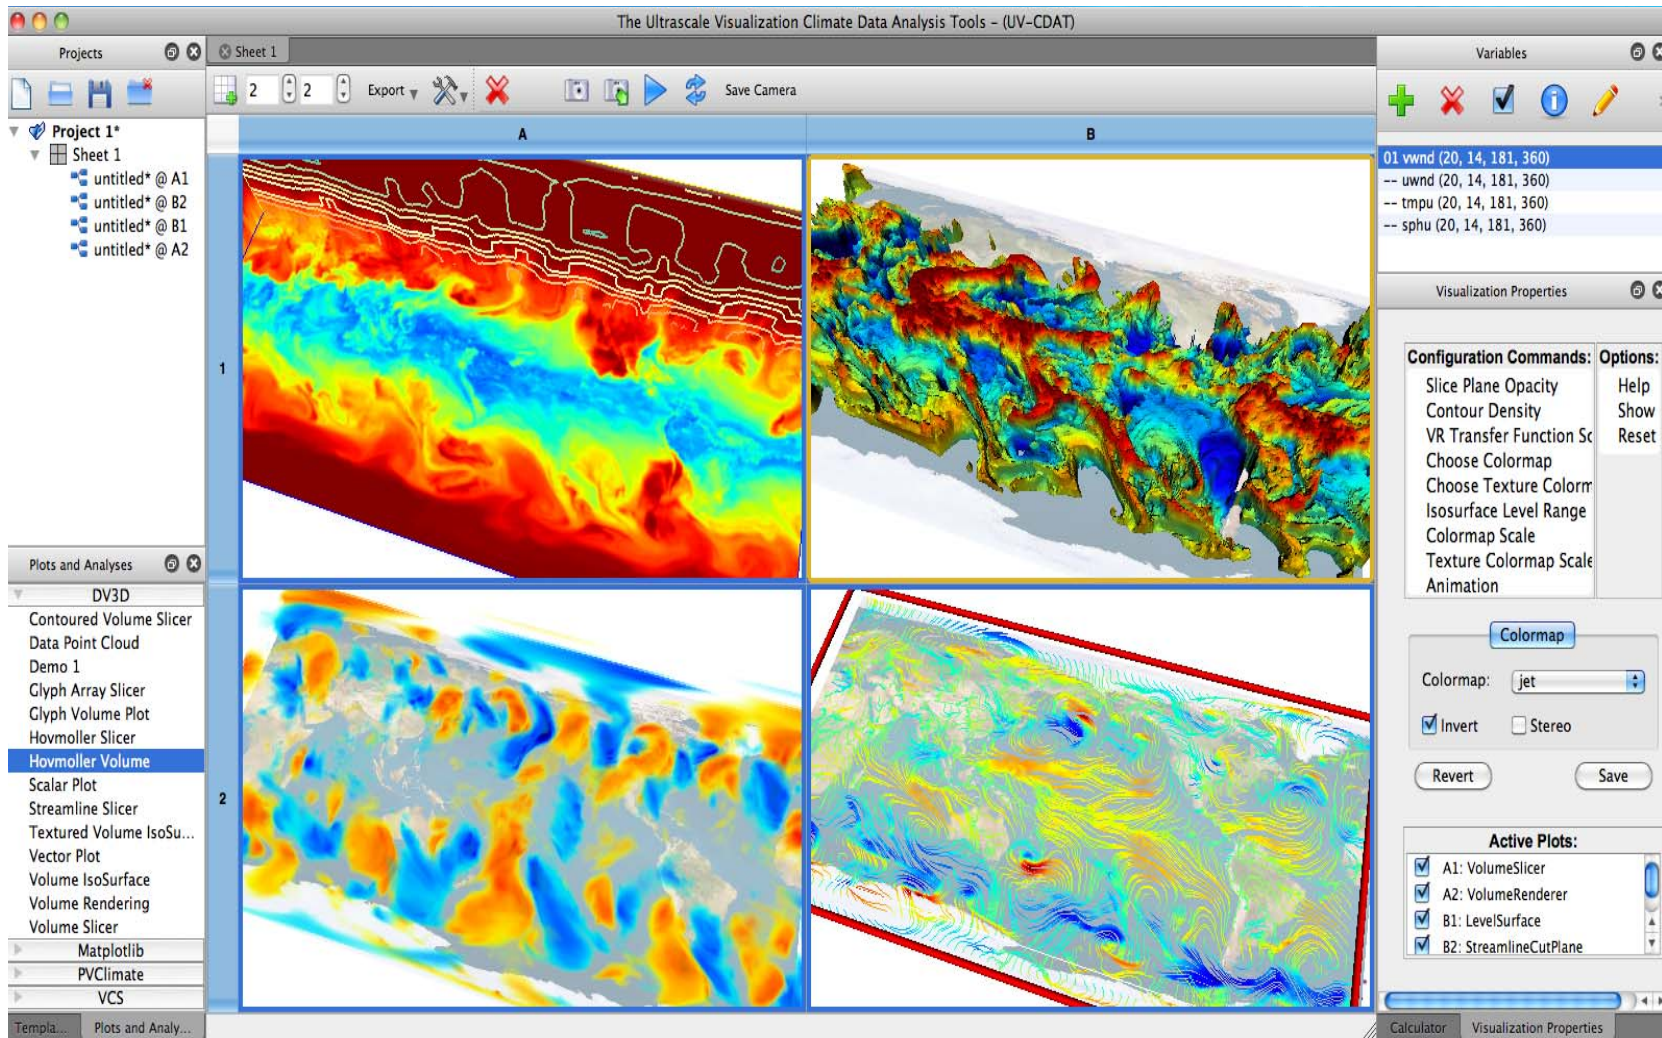 The Ultrascale Visualization Climate Data Analysis Tools - (UV-CDAT)
Projects
Sheet 1
Variables
2 2 Export Save Camera
Project 1*
Sheet 1
untitled* @ A1
untitled* @ B2
untitled* @ B1
untitled* @ A2
A B
1
2
01 vwnd (20, 14, 181, 360)
-- uwnd (20, 14, 181, 360)
-- tmpu (20, 14, 181, 360)
-- sphu (20, 14, 181, 360)
Visualization Properties
Configuration Commands: Options:
Slice Plane Opacity Help
Contour Density Show
VR Transfer Function Sc Reset
Choose Colormap
Choose Texture Colorm
Isosurface Level Range
Colormap Scale
Texture Colormap Scale
Animation
Colormap
Colormap: jet
Invert Stereo
Revert Save
Active Plots:
A1: VolumeSlicer
A2: VolumeRenderer
B1: LevelSurface
B2: StreamlineCutPlane
Calculator Visualization Properties
Plots and Analyses
DV3D
Contoured Volume Slicer
Data Point Cloud
Demo 1
Glyph Array Slicer
Glyph Volume Plot
Hovmoller Slicer
Hovmoller Volume
Scalar Plot
Streamline Slicer
Textured Volume IsoSu...
Vector Plot
Volume IsoSurface
Volume Rendering
Volume Slicer
Matplotlib
PVClimate
VCS
Templa... Plots and Analy...